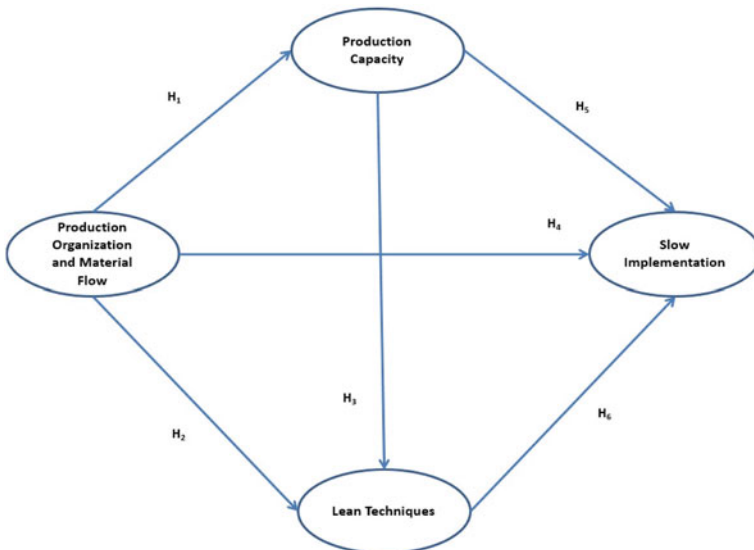 Production
Capacity
H₁
H₅
Production
Organization
and Material
Flow
H₄
Slow
Implementation
H₃
H₂
H₆
Lean Techniques